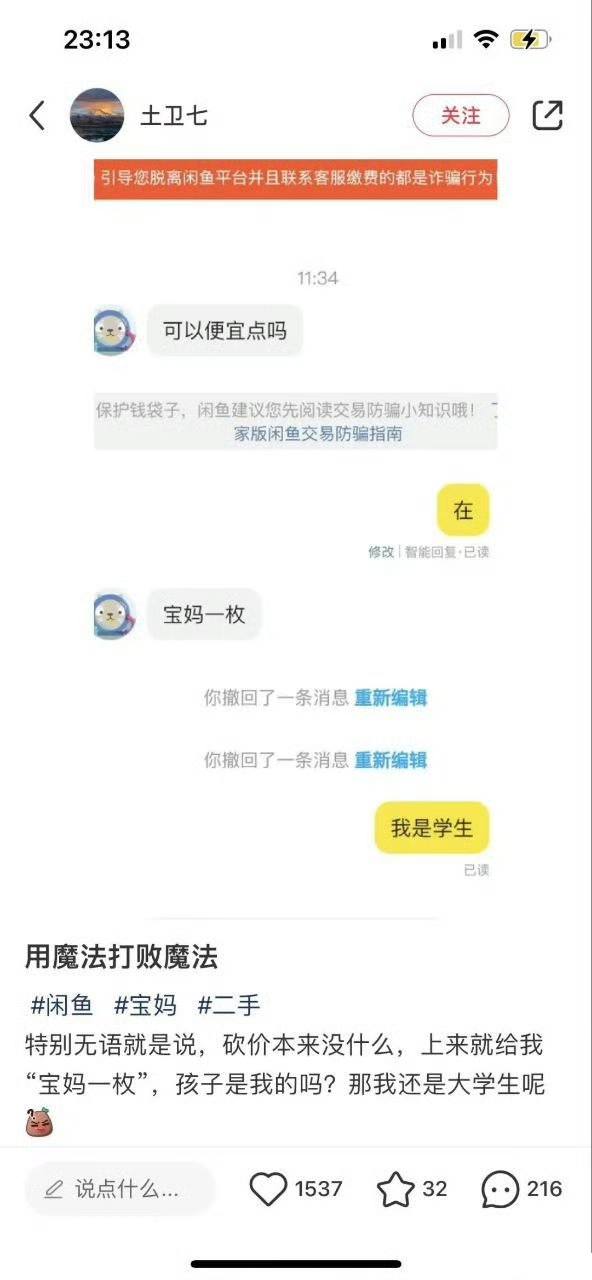 23:13
土卫七
关注
引导您脱离闲鱼平台并且联系客服缴费的都是诈骗行为
11:34
可以便宜点吗
保护钱袋子，闲鱼建议您先阅读交易防骗小知识哦！
家版闲鱼交易防骗指南
在
修改 | 智能回复·已读
宝妈一枚
你撤回了一条消息 重新编辑
你撤回了一条消息 重新编辑
我是学生
已读
用魔法打败魔法
#闲鱼 #宝妈 #二手
特别无语就是说，砍价本来没什么，上来就给我
“宝妈一枚”，孩子是我的吗？那我还是大学生呢
说点什么... 1537 32 216